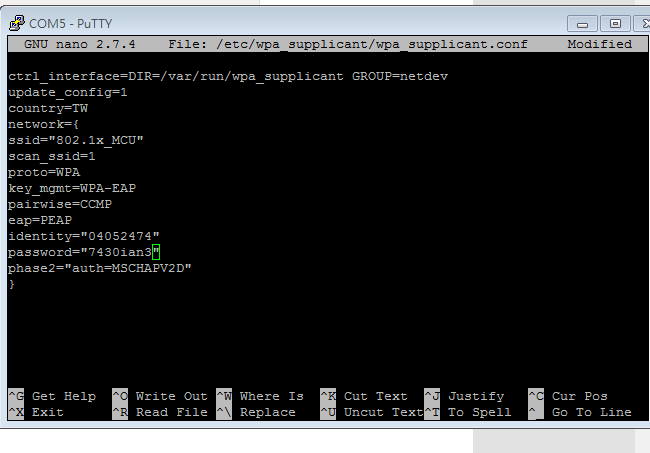 COM5 - PuTTY
GNU nano 2.7.4 File: /etc/wpa_supplicant/wpa_supplicant.conf Modified
ctrl_interface=DIR=/var/run/wpa_supplicant GROUP=netdev
update_config=1
country=TW
network={
ssid="802.1x_MCU"
scan_ssid=1
proto=WPA
key_mgmt=WPA-EAP
pairwise=CCMP
eap=PEAP
identity="04052474"
password="7430ian3"
phase2="auth=MSCHAPV2D"
}
^G Get Help ^O Write Out ^W Where Is ^K Cut Text ^J Justify ^C Cur Pos
^X Exit ^R Read File ^\ Replace ^U Uncut Text ^T To Spell ^_ Go To Line